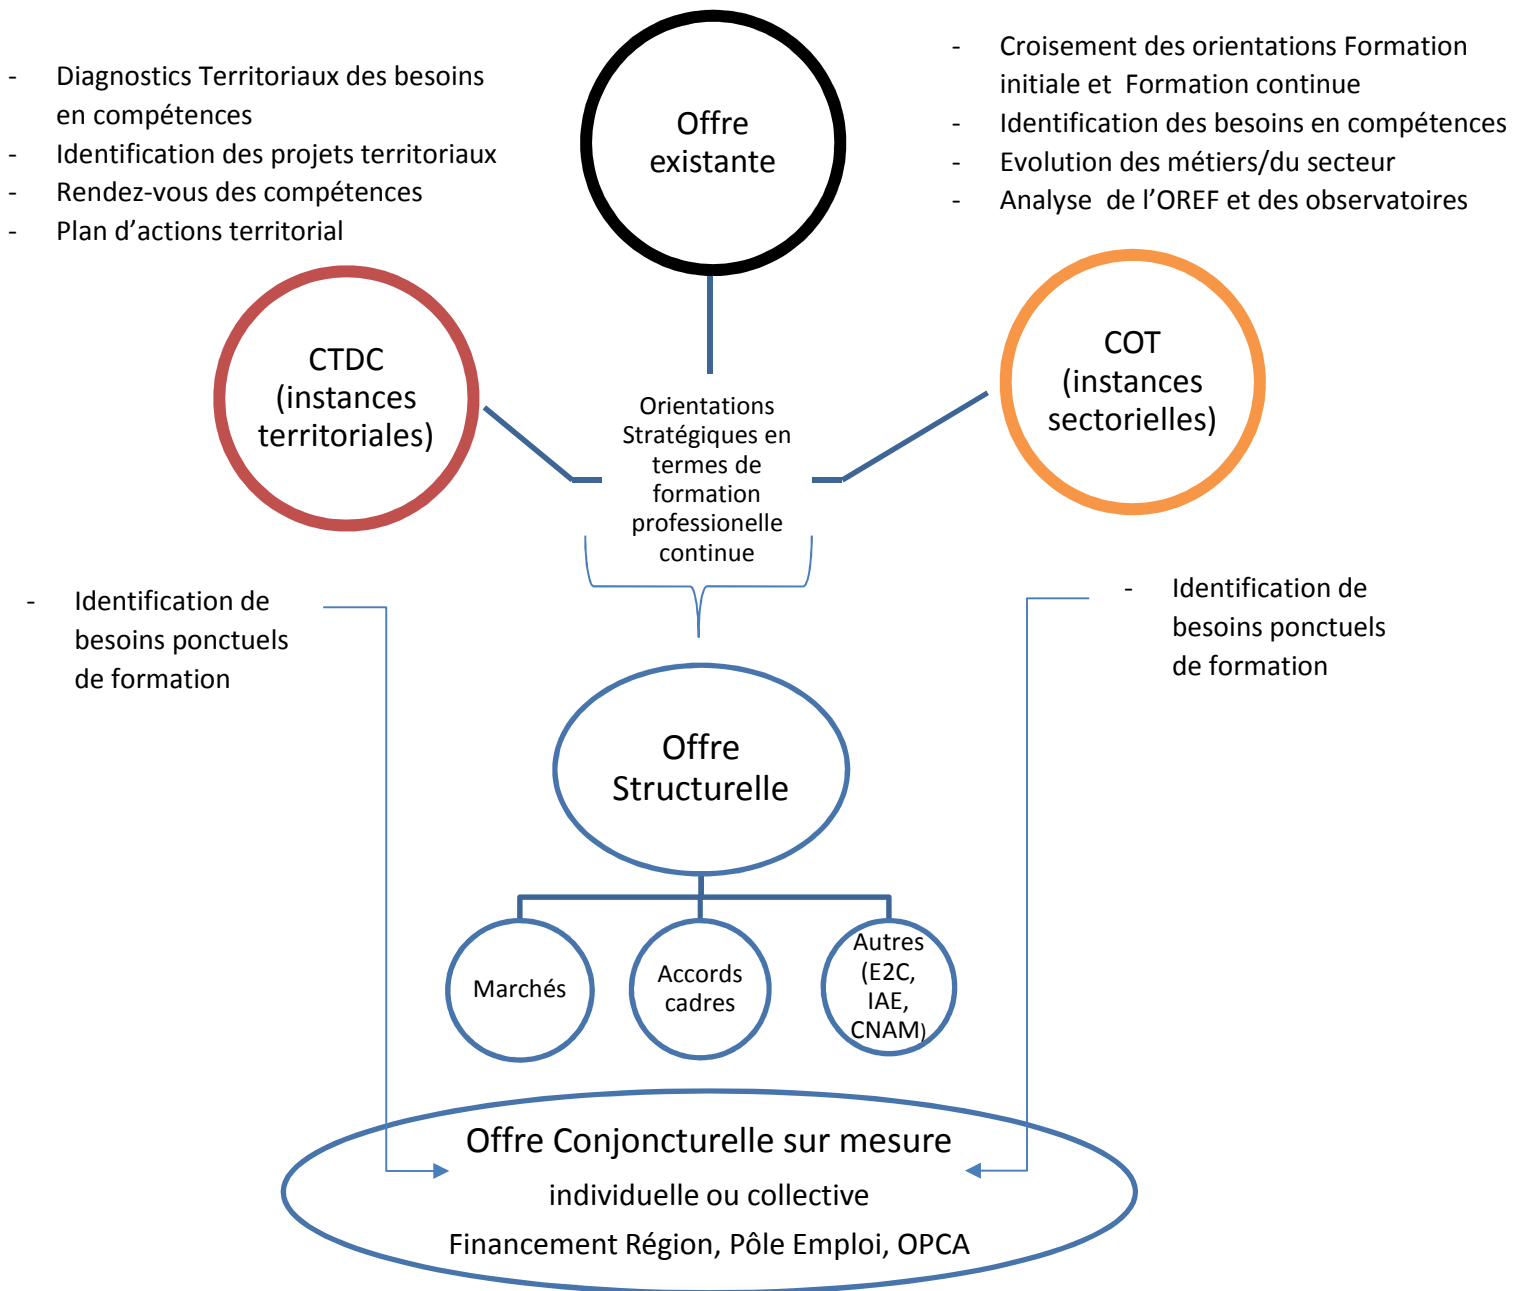 - Diagnostics Territoriaux des besoins
en compétences
- Identification des projets territoriaux
- Rendez-vous des compétences
- Plan d’actions territorial
Offre
existante
- Croisement des orientations Formation
initiale et Formation continue
- Identification des besoins en compétences
- Evolution des métiers/du secteur
- Analyse de l’OREF et des observatoires
CTDC
(instances
territoriales)
Orientations
Stratégiques en
termes de
formation
professionelle
continue
COT
(instances
sectorielles)
- Identification de
besoins ponctuels
de formation
- Identification de
besoins ponctuels
de formation
Offre
Structurelle
Marchés
Accords
cadres
Autres
(E2C,
IAE,
CNAM)
Offre Conjoncturelle sur mesure
individuelle ou collective
Financement Région, Pôle Emploi, OPCA